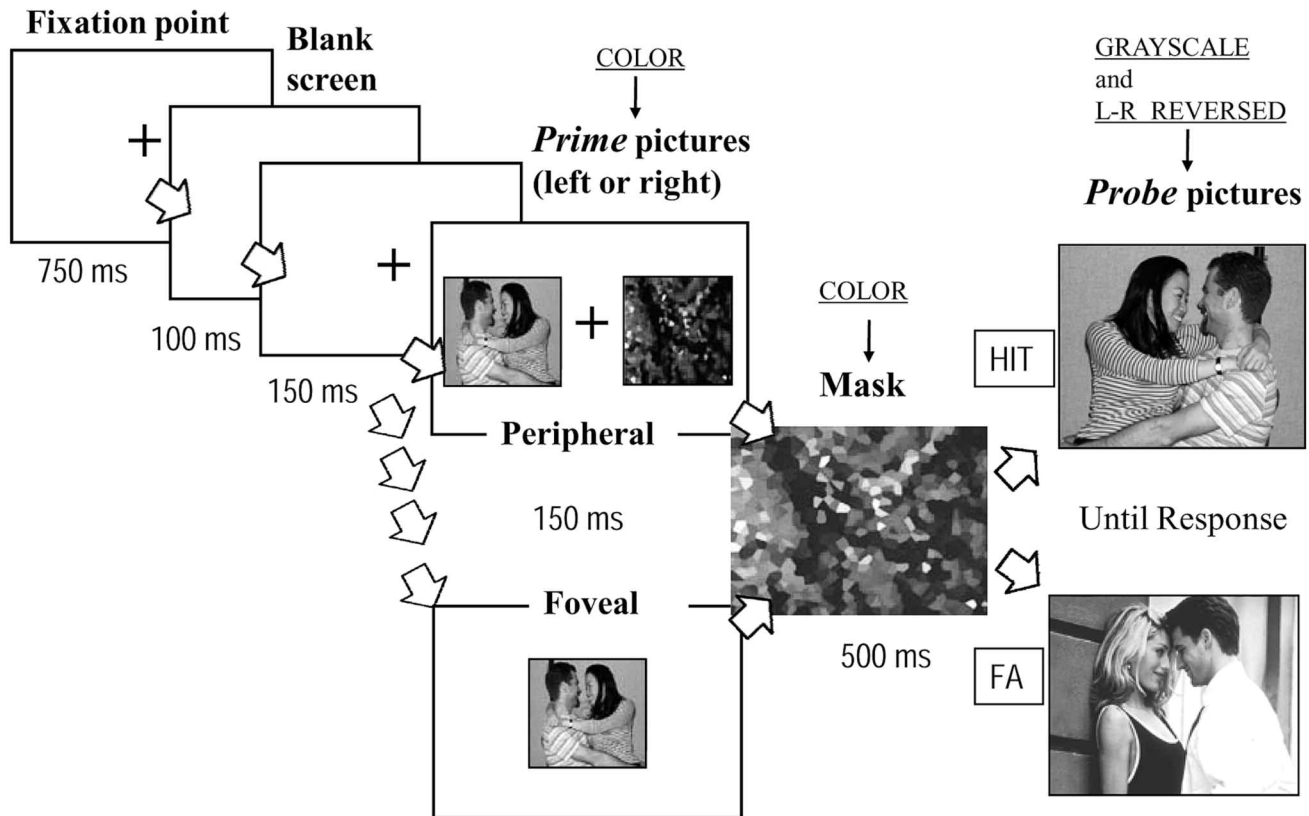 Fixation point
Blank
screen
COLOR
Prime pictures
(left or right)
GRAYSCALE
and
L-R REVERSED
Probe pictures
+
+
+
750 ms
100 ms
150 ms
Peripheral
150 ms
Foveal
COLOR
Mask
500 ms
HIT
Until Response
FA